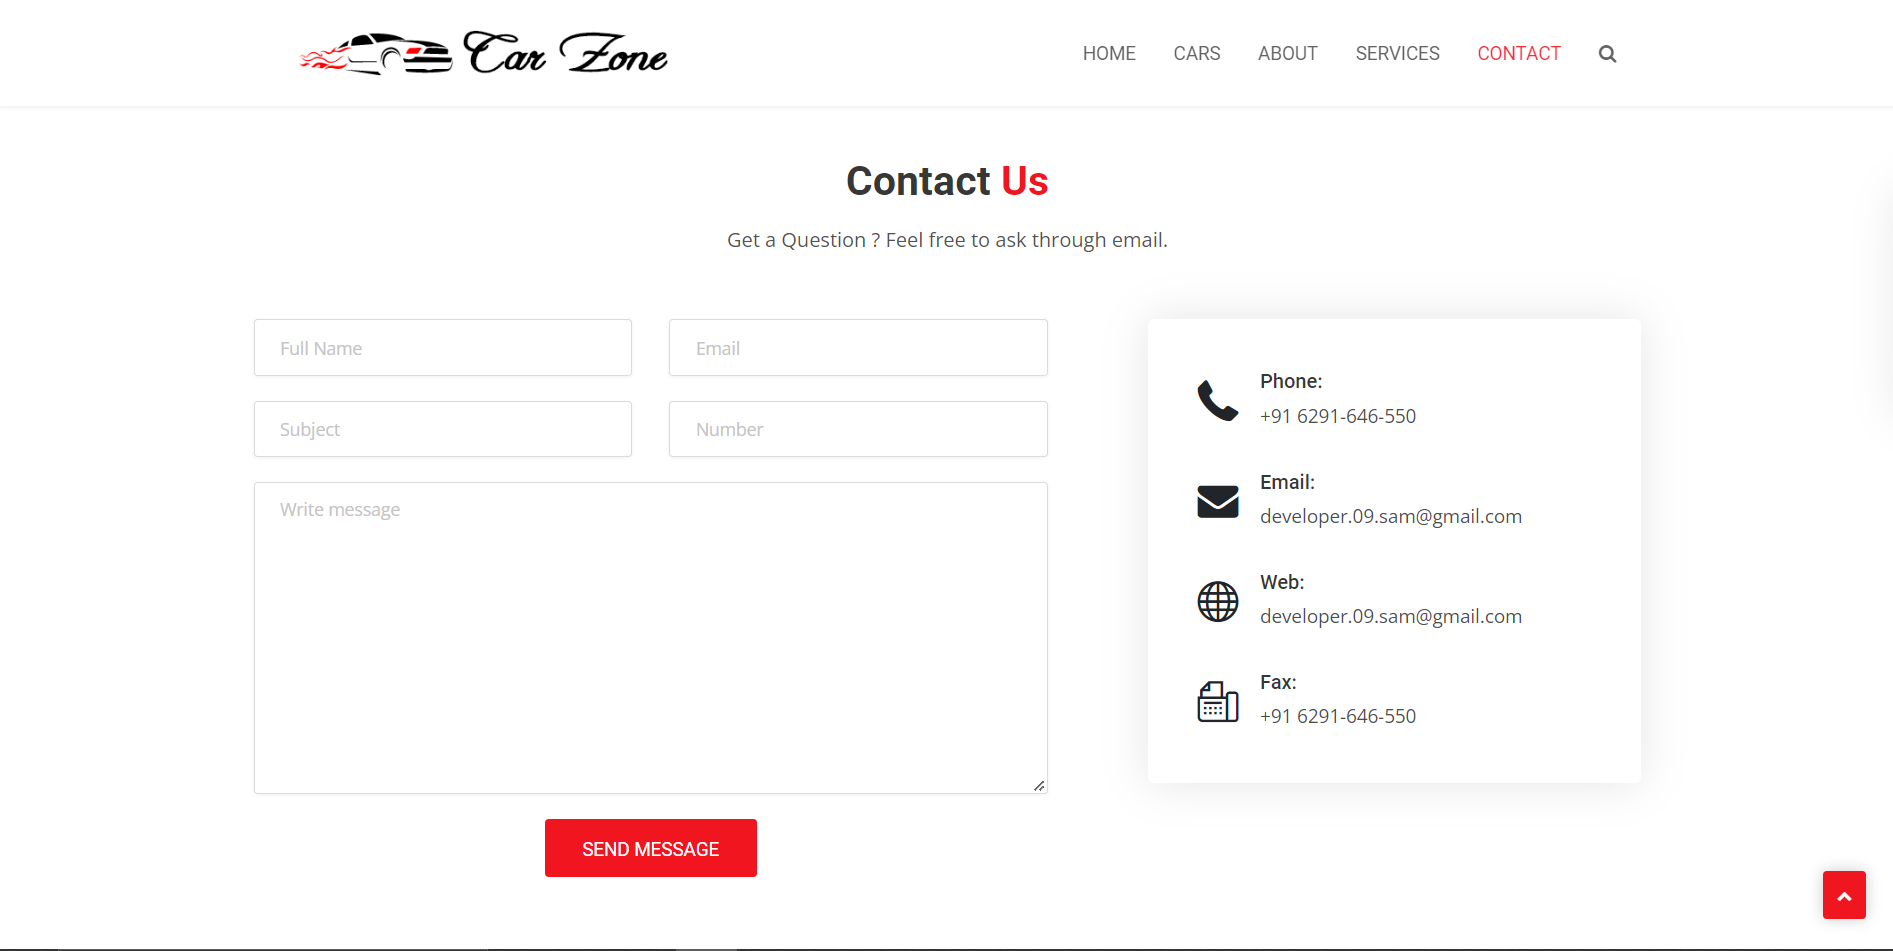 Car Zone
HOME CARS ABOUT SERVICES CONTACT
Contact Us
Get a Question ? Feel free to ask through email.
Full Name
Email
Subject
Number
Write message
SEND MESSAGE
Phone:
+91 6291-646-550
Email:
developer.09.sam@gmail.com
Web:
developer.09.sam@gmail.com
Fax:
+91 6291-646-550